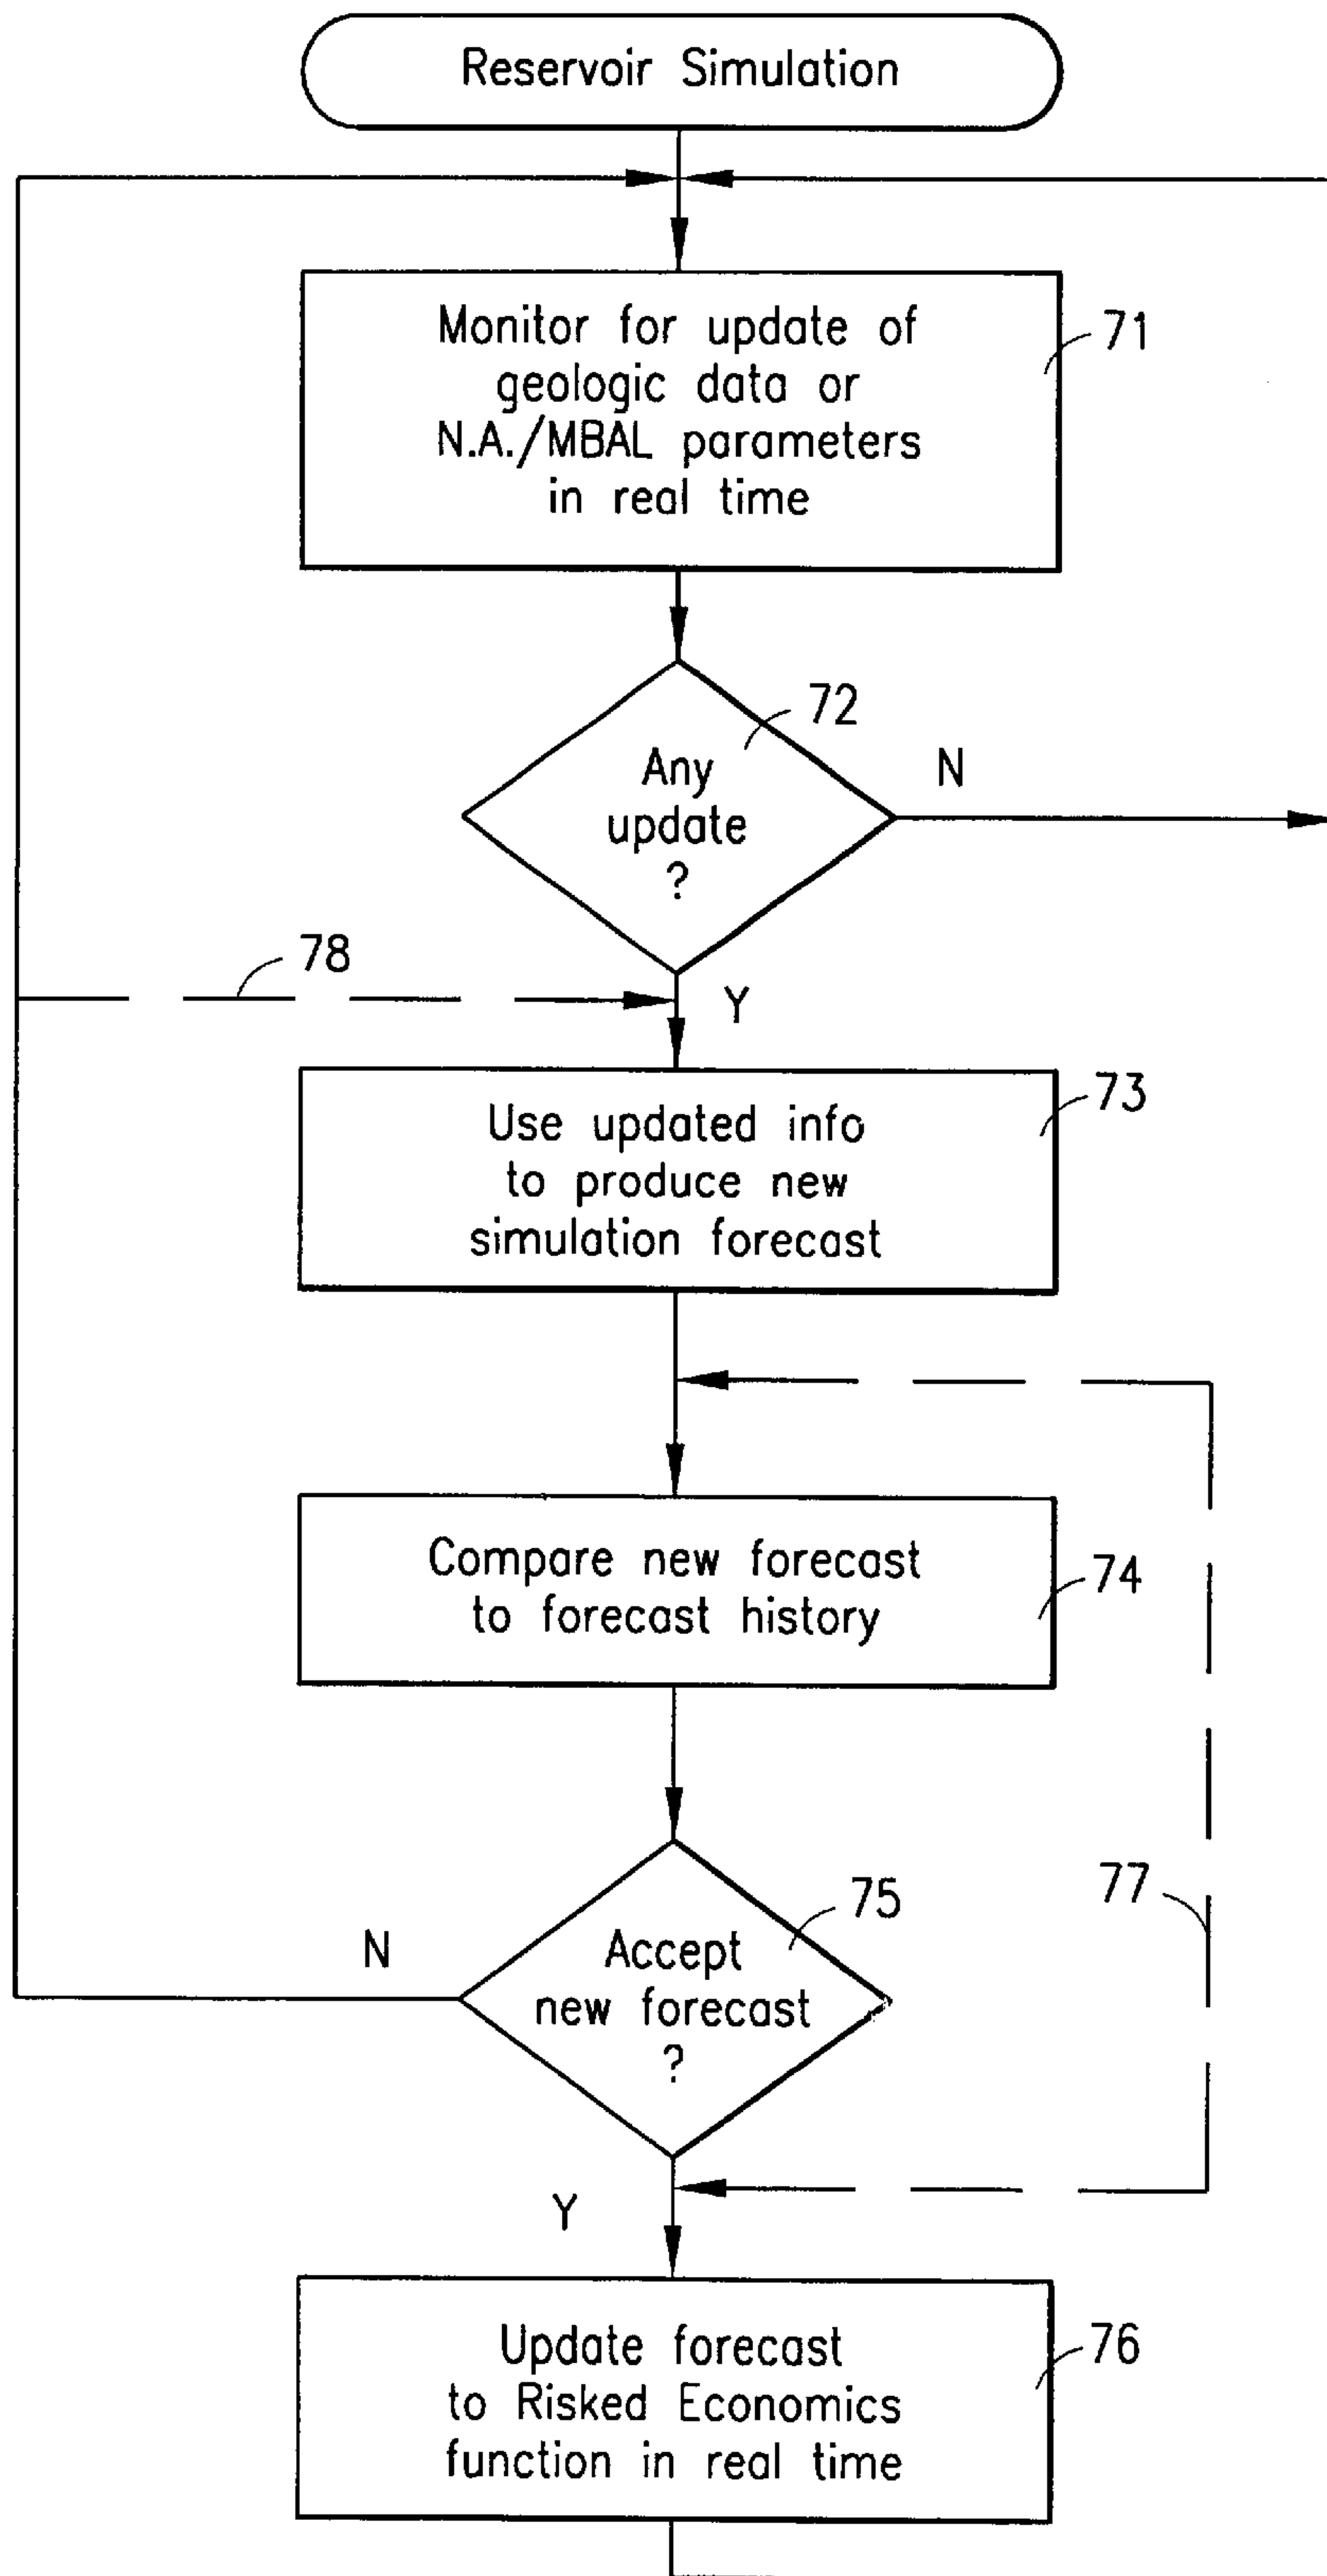 Reservoir Simulation
Monitor for update of
geologic data or
N.A./MBAL parameters
in real time
71
72
Any
update
?
N
78
Y
Use updated info
to produce new
simulation forecast
73
Compare new forecast
to forecast history
74
75
Accept
new forecast
?
N
77
Y
Update forecast
to Risked Economics
function in real time
76